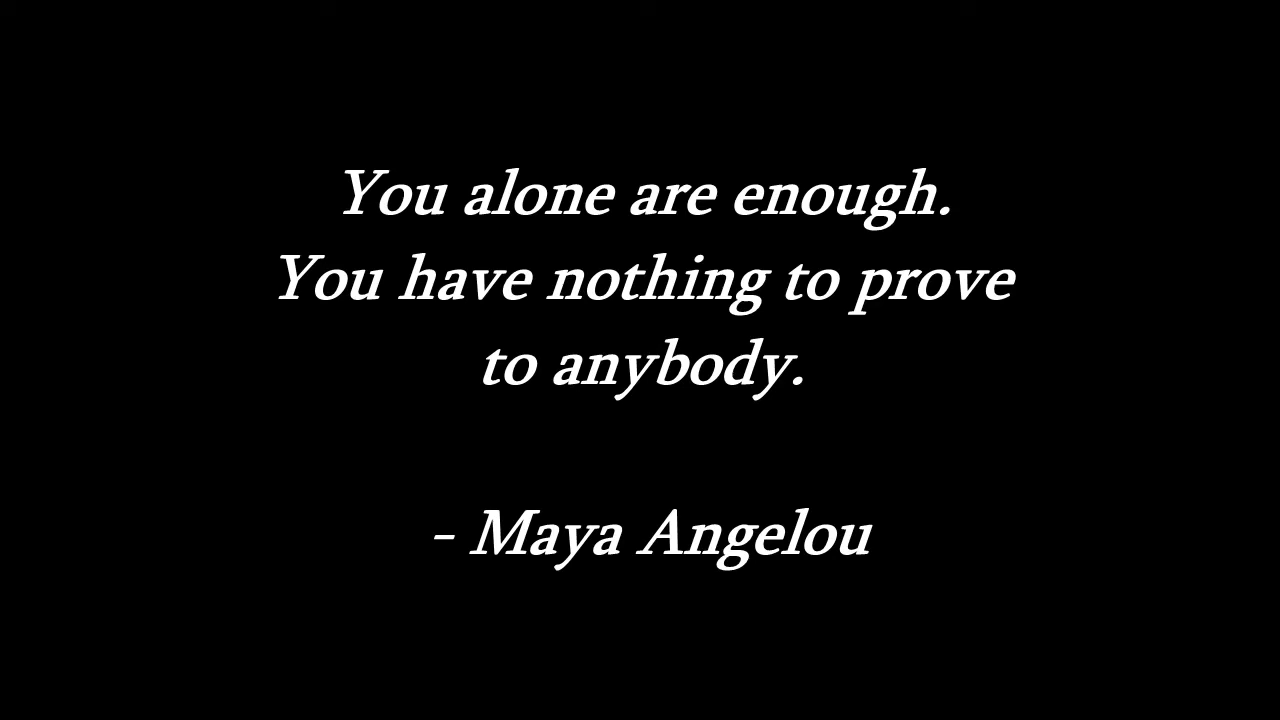 You alone are enough.
You have nothing to prove
to anybody.
- Maya Angelou